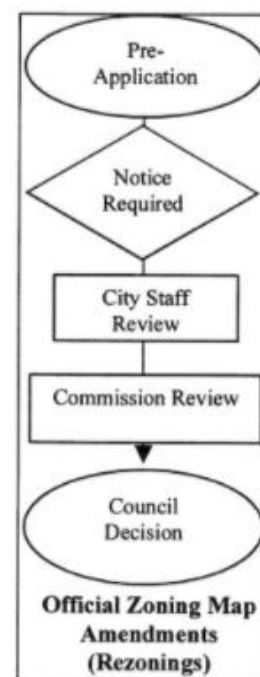 Pre-
Application
Notice
Required
City Staff
Review
Commission Review
Council
Decision
Official Zoning Map
Amendments
(Rezonings)